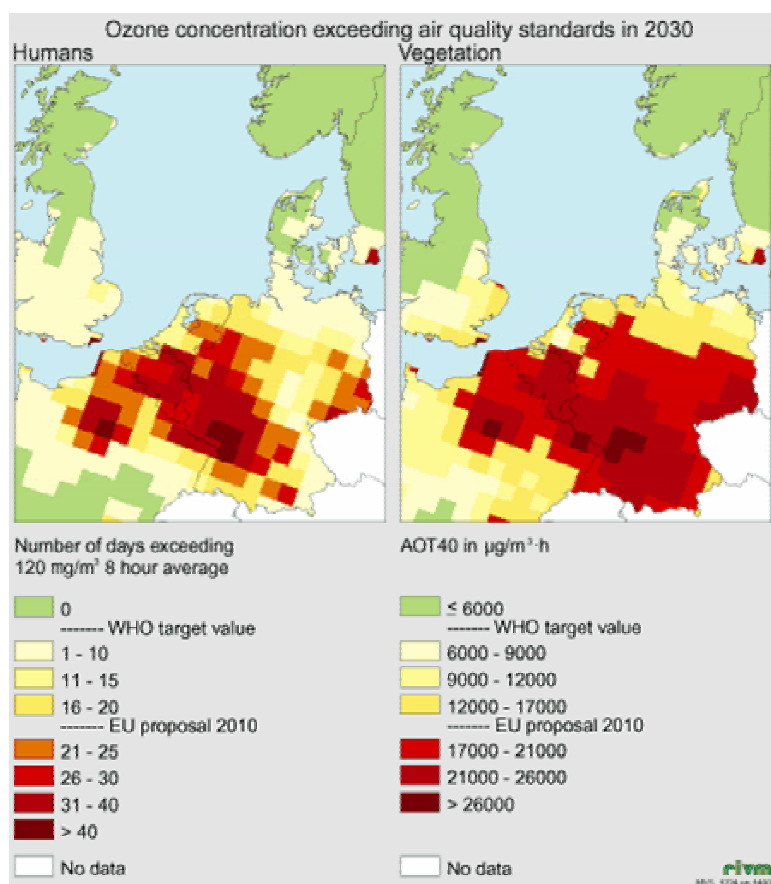 Ozone concentration exceeding air quality standards in 2030
Humans
Vegetation
Number of days exceeding
120 mg/m³ 8 hour average
0
------- WHO target value
1 - 10
11 - 15
16 - 20
------- EU proposal 2010
21 - 25
26 - 30
31 - 40
> 40
No data
AOT40 in µg/m³·h
≤ 6000
------- WHO target value
6000 - 9000
9000 - 12000
12000 - 17000
------- EU proposal 2010
17000 - 21000
21000 - 26000
> 26000
No data
rivm